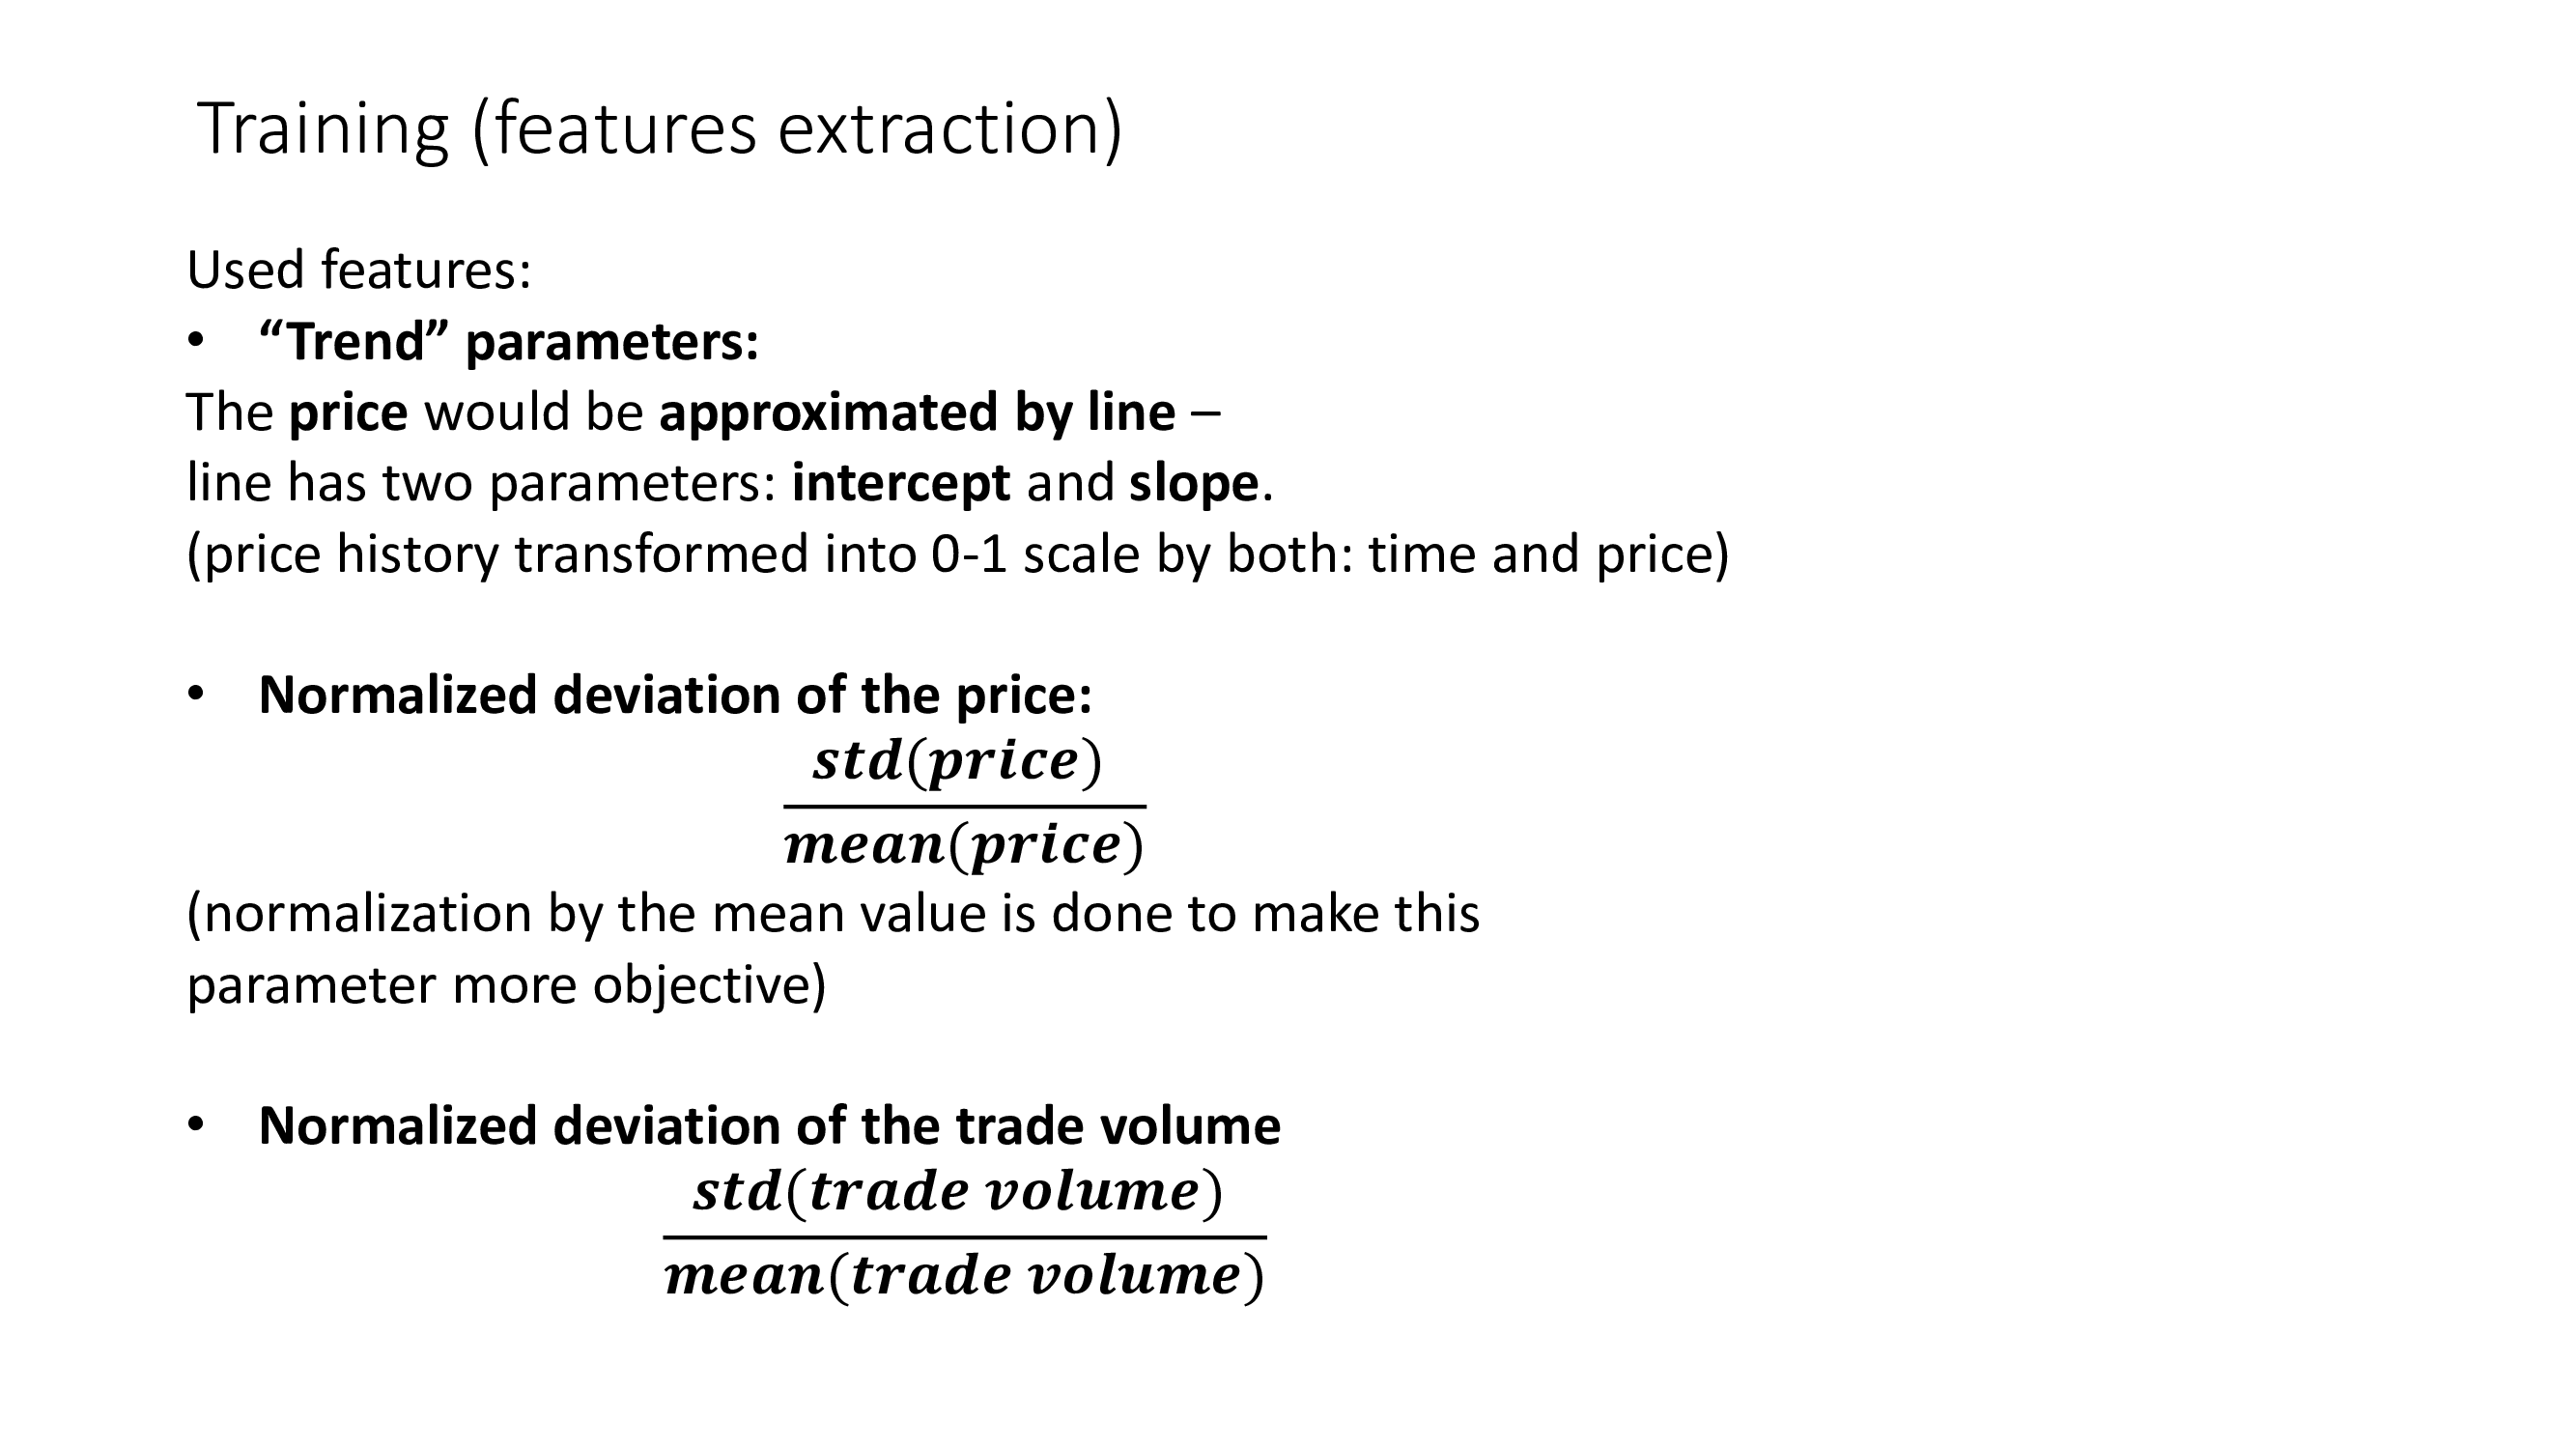 Training (features extraction)
Used features:
• “Trend” parameters:
The price would be approximated by line –
line has two parameters: intercept and slope.
(price history transformed into 0-1 scale by both: time and price)
• Normalized deviation of the price:
std(price)
mean(price)
(normalization by the mean value is done to make this
parameter more objective)
• Normalized deviation of the trade volume
std(trade volume)
mean(trade volume)